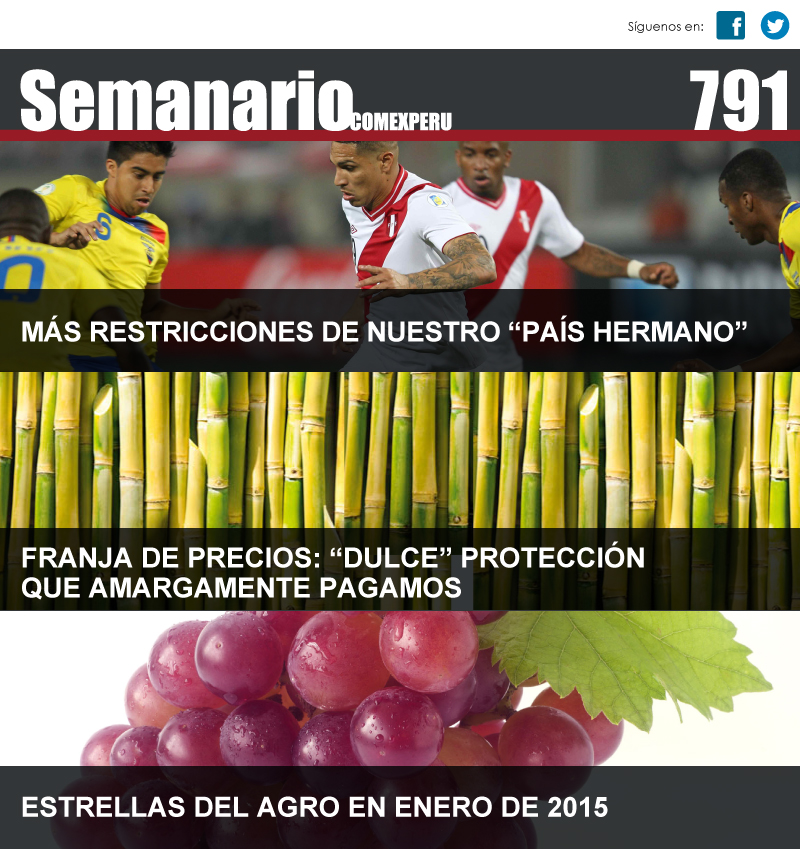 Síguenos en:
Semanario COMEXPERU 791
MÁS RESTRICCIONES DE NUESTRO “PAÍS HERMANO”
FRANJA DE PRECIOS: “DULCE” PROTECCIÓN
QUE AMARGAMENTE PAGAMOS
ESTRELLAS DEL AGRO EN ENERO DE 2015